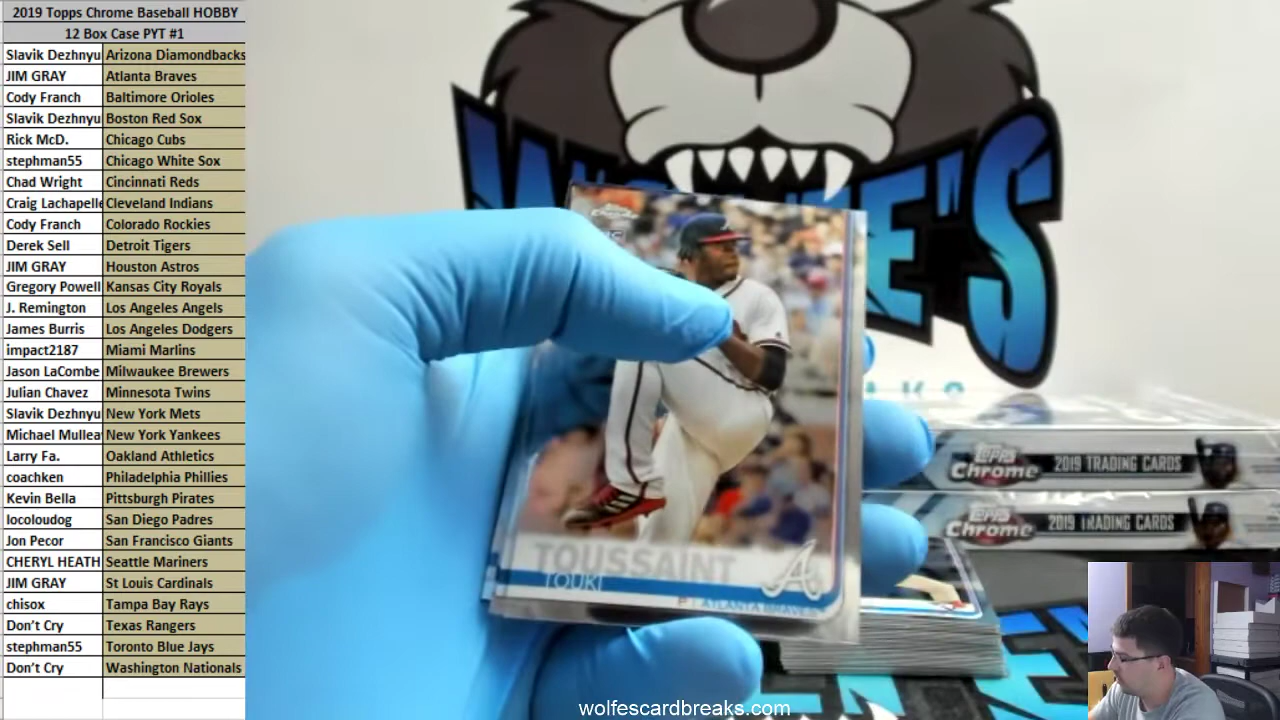 2019 Topps Chrome Baseball HOBBY
12 Box Case PYT #1
Slavik Dezhnyu Arizona Diamondbacks
JIM GRAY Atlanta Braves
Cody Franch Baltimore Orioles
Slavik Dezhnyu Boston Red Sox
Rick McD. Chicago Cubs
stephman55 Chicago White Sox
Chad Wright Cincinnati Reds
Craig Lachapelle Cleveland Indians
Cody Franch Colorado Rockies
Derek Sell Detroit Tigers
JIM GRAY Houston Astros
Gregory Powell Kansas City Royals
J. Remington Los Angeles Angels
James Burris Los Angeles Dodgers
impact2187 Miami Marlins
Jason LaCombe Milwaukee Brewers
Julian Chavez Minnesota Twins
Slavik Dezhnyu New York Mets
Michael Mullea New York Yankees
Larry Fa. Oakland Athletics
coachken Philadelphia Phillies
Kevin Bella Pittsburgh Pirates
locoloudog San Diego Padres
Jon Pecor San Francisco Giants
CHERYL HEATH Seattle Mariners
JIM GRAY St Louis Cardinals
chisox Tampa Bay Rays
Don't Cry Texas Rangers
stephman55 Toronto Blue Jays
Don't Cry Washington Nationals
Chrome
TOUSSAINT
TOUKI
P | ATLANTA BRAVES
A
Topps Chrome 2019 TRADING CARDS
Topps Chrome 2019 TRADING CARDS
wolfescardbreaks.com